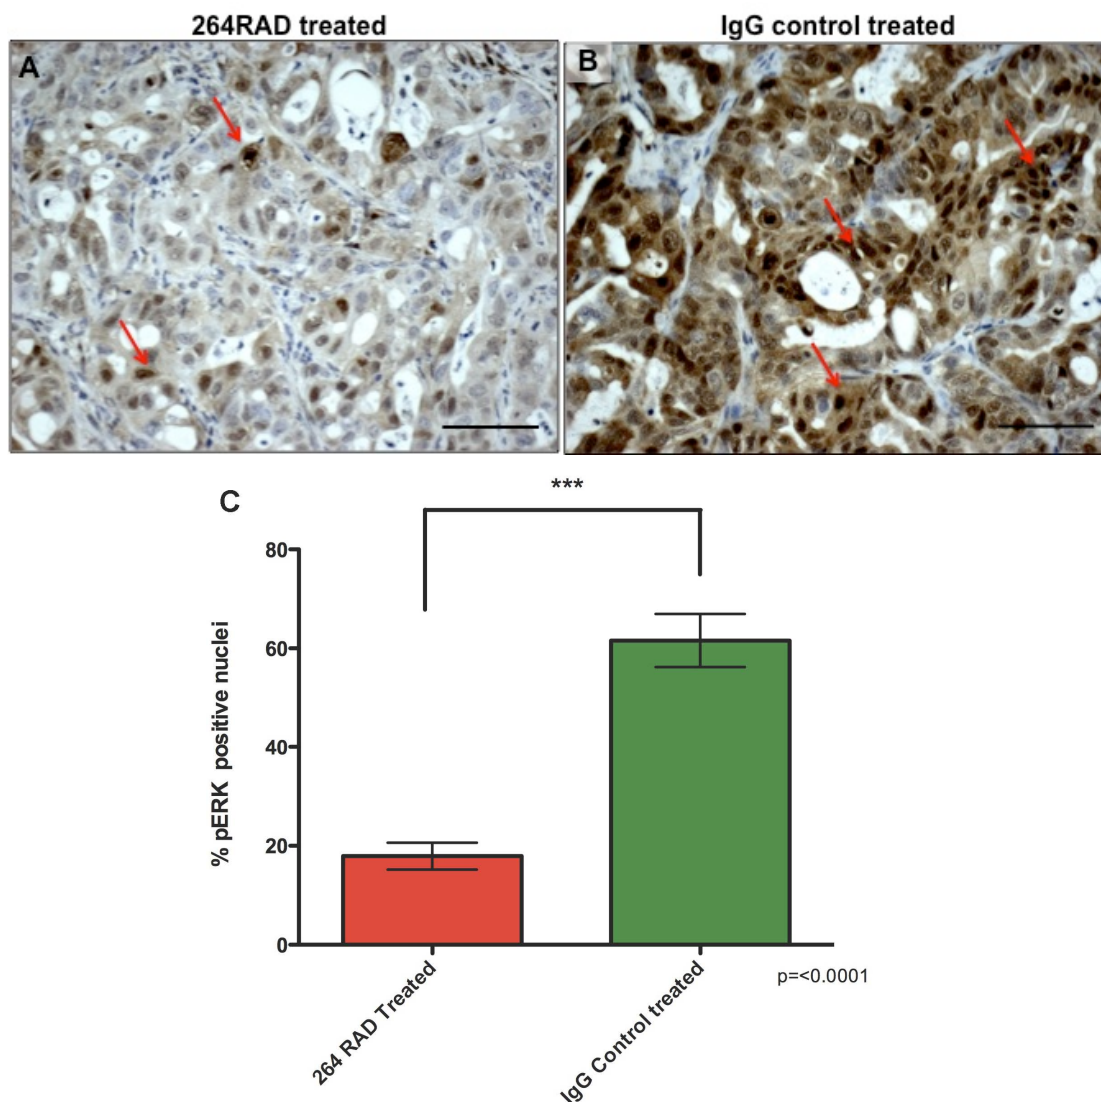 264RAD treated
IgG control treated
A
B
C
***
% pERK positive nuclei
80
60
40
20
0
264 RAD Treated
IgG Control treated
p=<0.0001